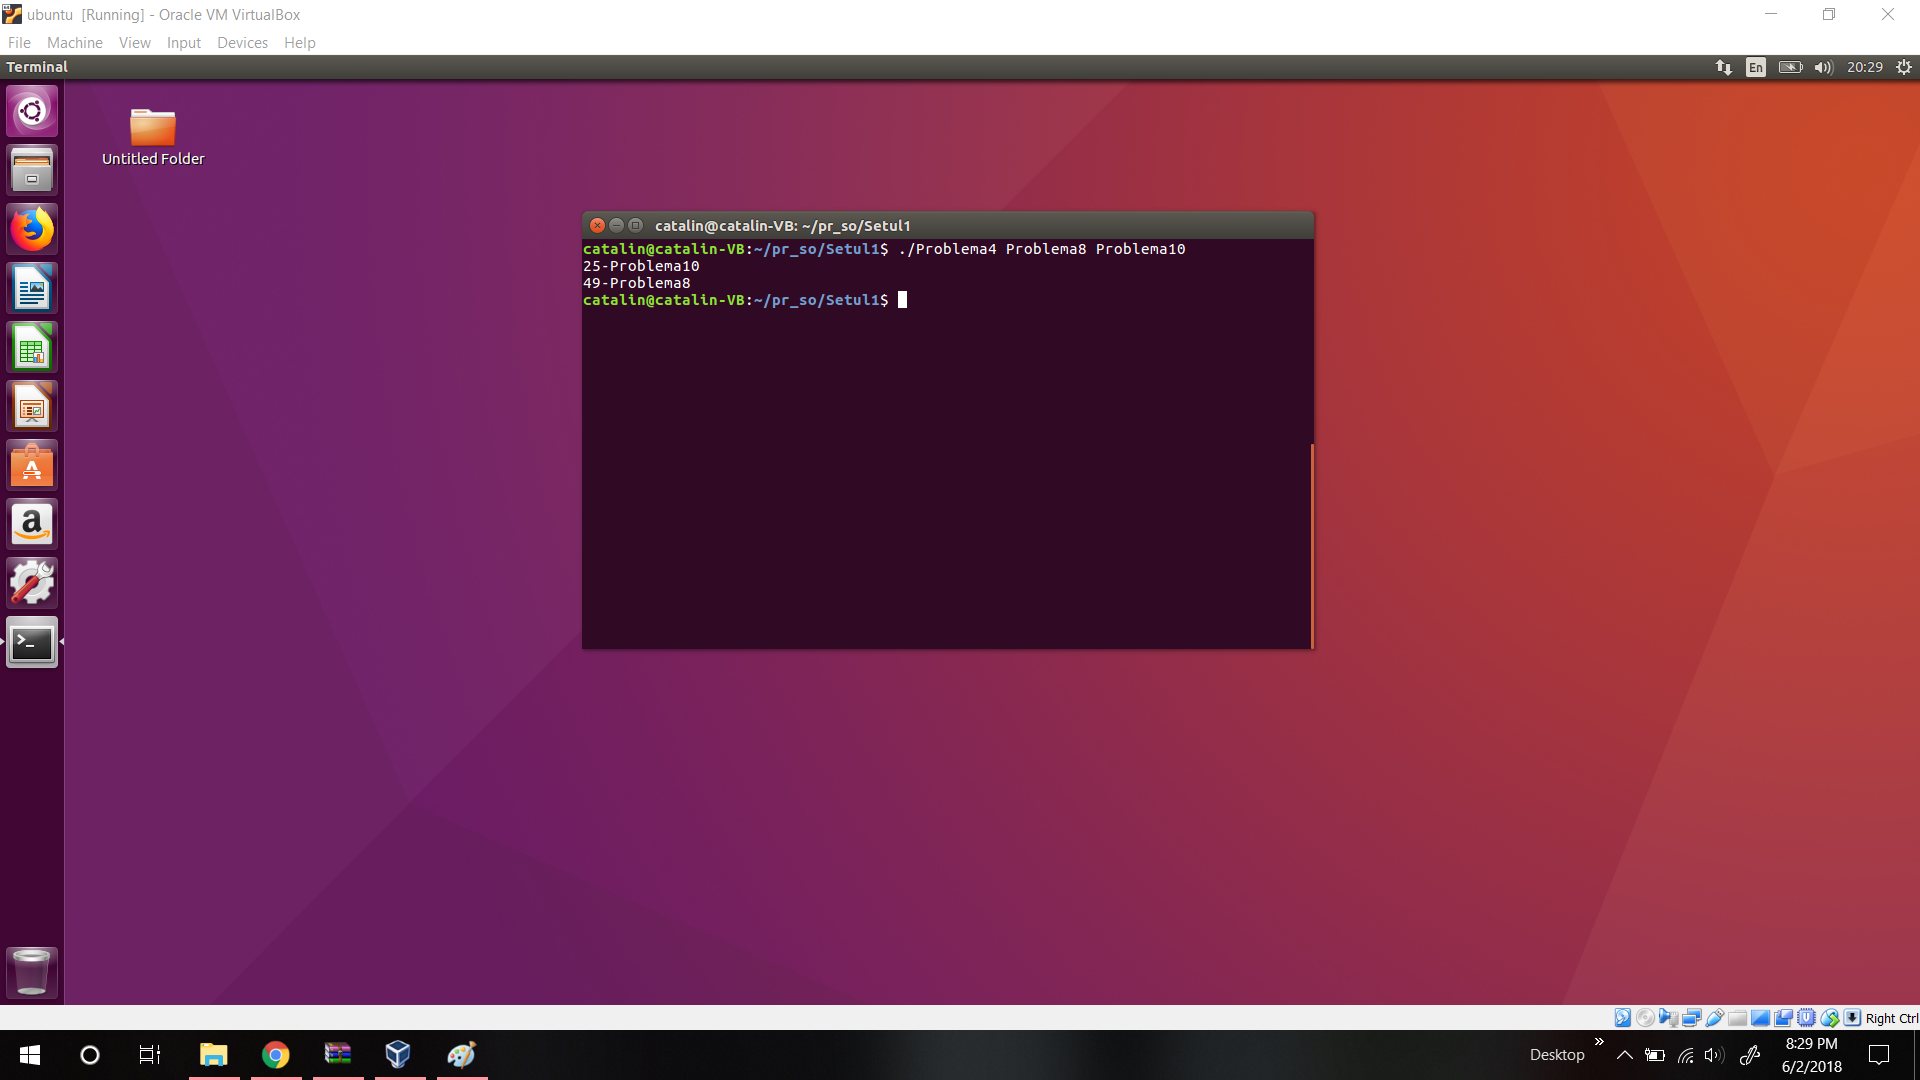 ubuntu [Running] - Oracle VM VirtualBox
File Machine View Input Devices Help
Terminal
En
20:29
Untitled Folder
catalin@catalin-VB: ~/pr_so/Setul1
catalin@catalin-VB:~/pr_so/Setul1$ ./Problema4 Problema8 Problema10
25-Problema10
49-Problema8
catalin@catalin-VB:~/pr_so/Setul1$
Right Ctrl
Desktop
8:29 PM
6/2/2018